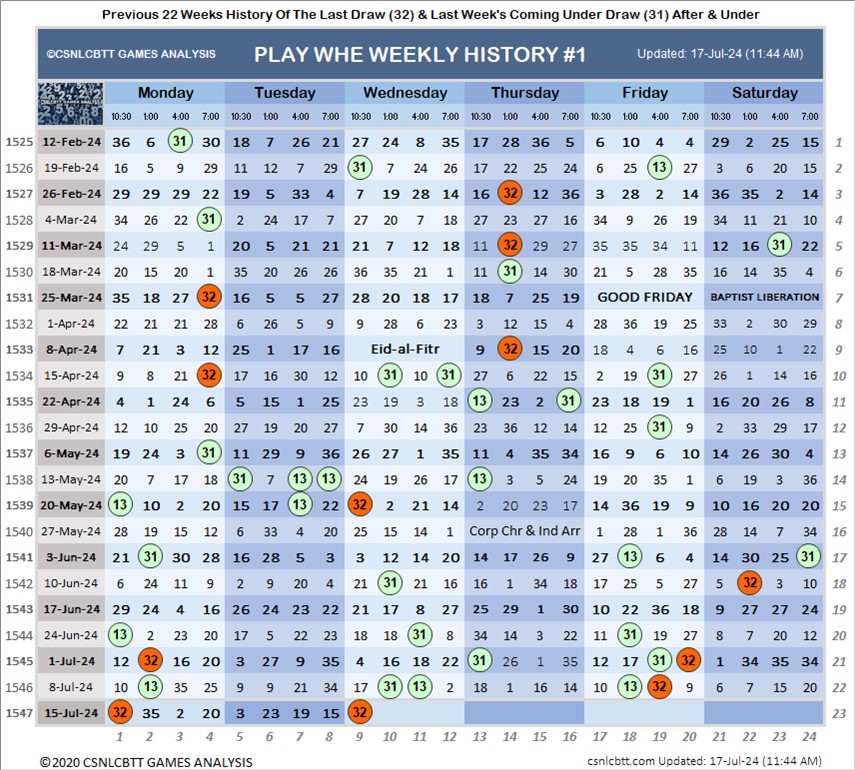 Previous 22 Weeks History Of The Last Draw (32) & Last Week's Coming Under Draw (31) After & Under
©CSNLCBTT GAMES ANALYSIS PLAY WHE WEEKLY HISTORY #1 Updated: 17-Jul-24 (11:44 AM)
Monday Tuesday Wednesday Thursday Friday Saturday
CSNLCBTT GAMES ANALYSIS 10:30 1:00 4:00 7:00 10:30 1:00 4:00 7:00 10:30 1:00 4:00 7:00 10:30 1:00 4:00 7:00 10:30 1:00 4:00 7:00 10:30 1:00 4:00 7:00
1525 12-Feb-24 36 6 31 30 18 7 26 21 27 24 8 35 17 28 36 5 6 10 4 4 29 2 25 15 1
1526 19-Feb-24 16 5 9 29 11 12 7 29 31 7 24 26 17 22 25 24 6 4 13 27 3 6 20 15 2
1527 26-Feb-24 29 29 29 22 19 5 33 4 7 19 28 14 16 32 12 36 3 28 2 14 36 35 2 14 3
1528 4-Mar-24 34 26 22 31 2 24 17 7 27 20 7 18 27 23 27 16 34 9 26 19 34 11 21 10 4
1529 11-Mar-24 24 29 5 1 20 5 21 21 21 7 12 18 11 32 29 27 35 35 34 11 12 16 31 22 5
1530 18-Mar-24 20 15 20 1 35 20 26 26 36 35 21 1 11 31 14 30 21 5 28 35 16 14 35 4 6
1531 25-Mar-24 35 18 27 32 16 5 5 27 28 20 18 17 18 7 25 19 GOOD FRIDAY BAPTIST LIBERATION 7
1532 1-Apr-24 22 21 21 28 6 26 5 9 9 28 6 23 3 12 15 4 28 36 19 25 33 2 30 29 8
1533 8-Apr-24 7 21 3 12 25 1 17 16 Eid-al-Fitr 9 32 15 20 18 4 6 16 25 10 1 22 9
1534 15-Apr-24 9 8 21 32 17 16 30 12 10 31 10 31 27 6 22 15 2 19 31 27 26 1 14 16 10
1535 22-Apr-24 4 1 24 6 5 15 1 25 23 19 3 18 13 23 2 31 23 18 19 1 16 20 26 8 11
1536 29-Apr-24 12 10 25 20 27 19 20 27 7 30 14 36 23 36 12 14 12 25 31 9 2 33 29 17 12
1537 6-May-24 19 24 3 31 11 29 9 36 26 27 1 35 11 4 35 34 16 9 6 10 14 26 30 4 13
1538 13-May-24 20 7 17 18 31 7 13 13 24 19 26 17 13 3 5 24 19 20 35 1 6 19 3 36 14
1539 20-May-24 13 10 2 20 15 17 13 22 32 2 21 14 2 20 23 17 14 36 19 9 10 16 20 20 15
1540 27-May-24 28 19 15 12 6 33 4 20 25 15 14 1 Corp Chr & Ind Arr 1 28 1 36 28 14 7 34 16
1541 3-Jun-24 21 31 30 28 16 28 5 3 3 12 14 20 14 17 26 9 27 13 6 4 14 30 25 31 17
1542 10-Jun-24 6 24 11 9 2 9 20 4 21 31 21 16 16 1 34 18 17 25 5 27 5 32 3 10 18
1543 17-Jun-24 29 24 4 16 26 24 23 22 21 17 8 27 25 29 1 30 10 22 36 18 9 27 27 24 19
1544 24-Jun-24 13 2 23 20 17 5 22 23 18 18 31 8 34 14 3 22 11 31 19 27 8 7 20 12 20
1545 1-Jul-24 12 32 16 20 3 27 9 35 4 16 18 22 31 26 1 35 12 17 31 32 1 34 35 34 21
1546 8-Jul-24 10 13 35 25 9 9 21 34 17 31 13 2 18 1 16 14 10 13 32 9 6 7 15 20 22
1547 15-Jul-24 32 35 2 20 3 23 19 15 32 23
1 2 3 4 5 6 7 8 9 10 11 12 13 14 15 16 17 18 19 20 21 22 23 24
©2020 CSNLCBTT GAMES ANALYSIS csnlcbtt.com Updated: 17-Jul-24 (11:44 AM)